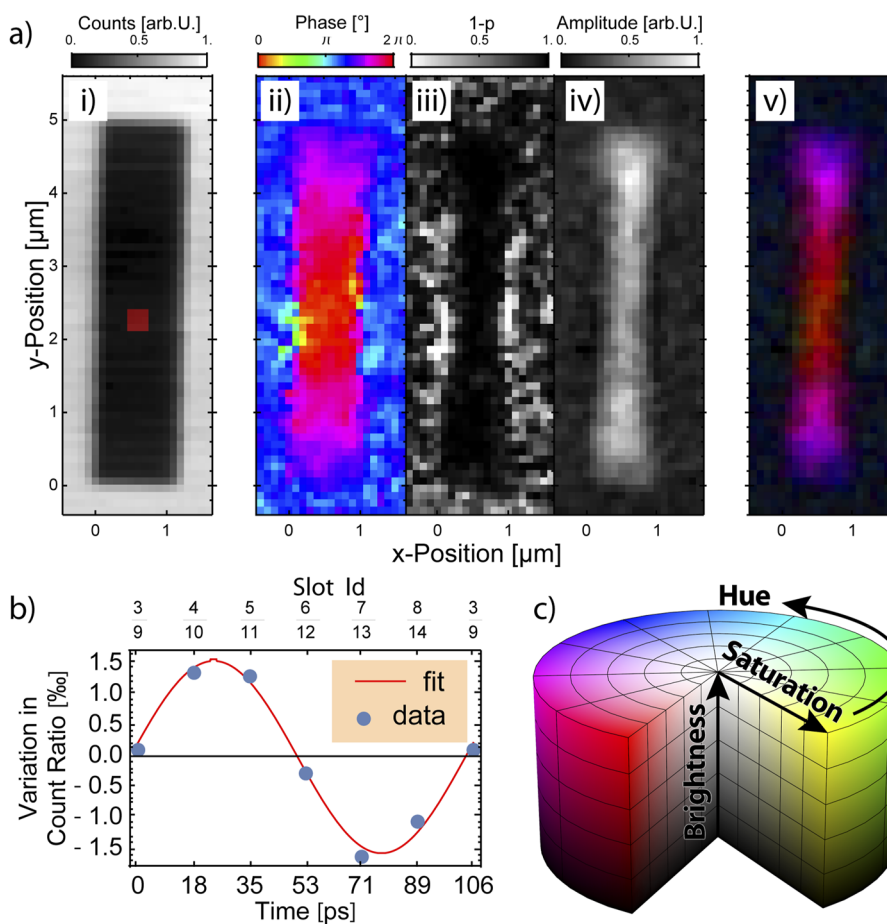 a)
Counts [arb.U.]
0. 0.5 1.
Phase [°]
0 π 2 π
1-p
0. 0.5 1.
Amplitude [arb.U.]
0. 0.5 1.
i)
ii)
iii)
iv)
v)
y-Position [µm]
5
4
3
2
1
0
0 1
0 1
0 1
0 1
0 1
x-Position [µm]
b)
Slot Id
3 4 5 6 7 8 3
9 10 11 12 13 14 9
Variation in
Count Ratio [‰]
1.5
1.0
0.5
0.0
- 0.5
- 1.0
- 1.5
fit
data
0 18 35 53 71 89 106
Time [ps]
c)
Hue
Saturation
Brightness